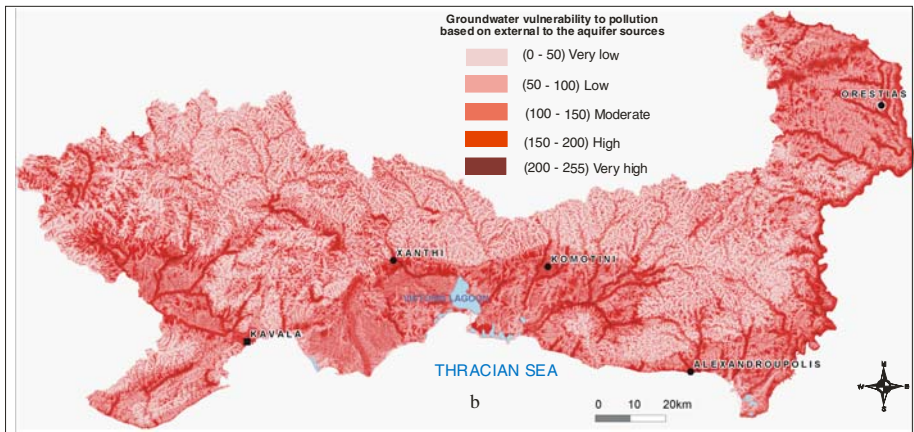 Groundwater vulnerability to pollution
based on external to the aquifer sources
(0 - 50) Very low
(50 - 100) Low
(100 - 150) Moderate
(150 - 200) High
(200 - 255) Very high
ORESTIAS
XANTHI
KOMOTINI
LAGOON
KAVALA
ALEXANDROUPOLIS
THRACIAN SEA
b
0 10 20km
N
W E
S